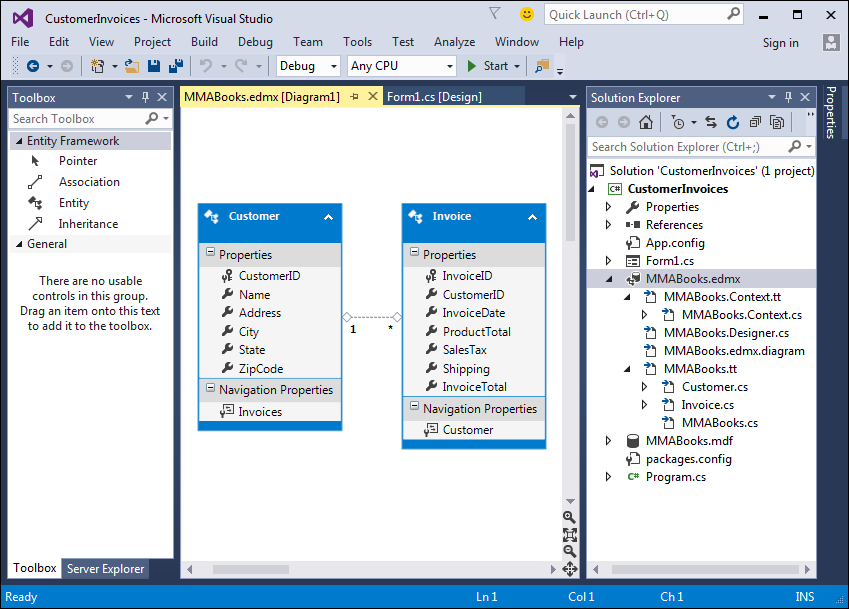 CustomerInvoices - Microsoft Visual Studio
Quick Launch (Ctrl+Q)
File Edit View Project Build Debug Team Tools Test Analyze Window Help
Sign in
Debug Any CPU Start
Toolbox
Search Toolbox
Entity Framework
Pointer
Association
Entity
Inheritance
General
There are no usable
controls in this group.
Drag an item onto this text
to add it to the toolbox.
Toolbox Server Explorer
MMABooks.edmx [Diagram1] Form1.cs [Design]
Customer
Properties
CustomerID
Name
Address
City
State
ZipCode
Navigation Properties
Invoices
1 *
Invoice
Properties
InvoiceID
CustomerID
InvoiceDate
ProductTotal
SalesTax
Shipping
InvoiceTotal
Navigation Properties
Customer
Solution Explorer
Search Solution Explorer (Ctrl+;)
Solution 'CustomerInvoices' (1 project)
C# CustomerInvoices
Properties
References
App.config
Form1.cs
MMABooks.edmx
MMABooks.Context.tt
MMABooks.Context.cs
MMABooks.Designer.cs
MMABooks.edmx.diagram
MMABooks.tt
Customer.cs
Invoice.cs
MMABooks.cs
MMABooks.mdf
packages.config
C# Program.cs
Properties
Ready Ln 1 Col 1 Ch 1 INS